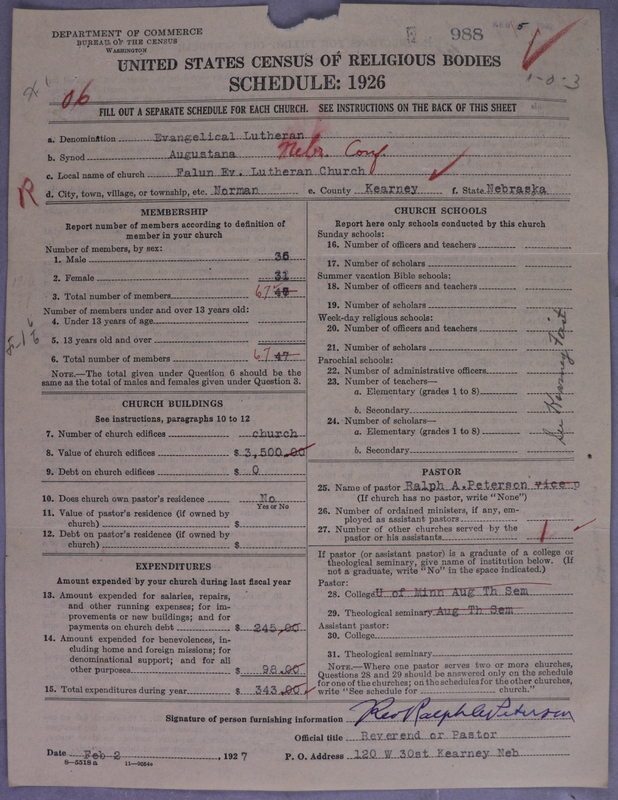 DEPARTMENT OF COMMERCE
BUREAU OF THE CENSUS
WASHINGTON
988
5
1-0-3
UNITED STATES CENSUS OF RELIGIOUS BODIES
SCHEDULE: 1926
06
FILL OUT A SEPARATE SCHEDULE FOR EACH CHURCH. SEE INSTRUCTIONS ON THE BACK OF THIS SHEET
a. Denomination Evangelical Lutheran
b. Synod Augustana Nebr. Conf
c. Local name of church Falun Ev. Lutheran Church
R
d. City, town, village, or township, etc. Norman e. County Kearney f. State Nebraska
MEMBERSHIP
Report number of members according to definition of
member in your church
Number of members, by sex:
1. Male 36
2. Female 31
3. Total number of members 67 47
Number of members under and over 13 years old:
4. Under 13 years of age
5. 13 years old and over
6. Total number of members 67 47
NOTE.—The total given under Question 6 should be the
same as the total of males and females given under Question 3.
CHURCH BUILDINGS
See instructions, paragraphs 10 to 12
7. Number of church edifices church
8. Value of church edifices $ 3,500.00
9. Debt on church edifices $ 0
10. Does church own pastor's residence No
Yes or No
11. Value of pastor's residence (if owned by
church) $
12. Debt on pastor's residence (if owned by
church) $
EXPENDITURES
Amount expended by your church during last fiscal year
13. Amount expended for salaries, repairs,
and other running expenses; for im-
provements or new buildings; and for
payments on church debt $ 245.00
14. Amount expended for benevolences, in-
cluding home and foreign missions; for
denominational support; and for all
other purposes $ 98.00
15. Total expenditures during year $ 343.00
CHURCH SCHOOLS
Report here only schools conducted by this church
Sunday schools:
16. Number of officers and teachers
17. Number of scholars
Summer vacation Bible schools:
18. Number of officers and teachers
19. Number of scholars
Week-day religious schools:
20. Number of officers and teachers
21. Number of scholars
Parochial schools:
22. Number of administrative officers
23. Number of teachers—
a. Elementary (grades 1 to 8)
b. Secondary
24. Number of scholars—
a. Elementary (grades 1 to 8)
b. Secondary
See Kearney First
PASTOR
25. Name of pastor Ralph A.Peterson vice p
(If church has no pastor, write "None")
26. Number of ordained ministers, if any, em-
ployed as assistant pastors
27. Number of other churches served by the
pastor or his assistants 1
If pastor (or assistant pastor) is a graduate of a college or
theological seminary, give name of institution below. (If
not a graduate, write "No" in the space indicated.)
Pastor:
28. College U of Minn Aug Th Sem
29. Theological seminary Aug Th Sem
Assistant pastor:
30. College
31. Theological seminary
NOTE.—Where one pastor serves two or more churches,
Questions 28 and 29 should be answered only on the schedule
for one of the churches; on the schedules for the other churches,
write "See schedule for church."
Signature of person furnishing information Rev Ralph A Peterson
Official title Reverend or Pastor
Date Feb 2, 1927 P. O. Address 120 W 30st Kearney Neb
8—5518 a 11—9554